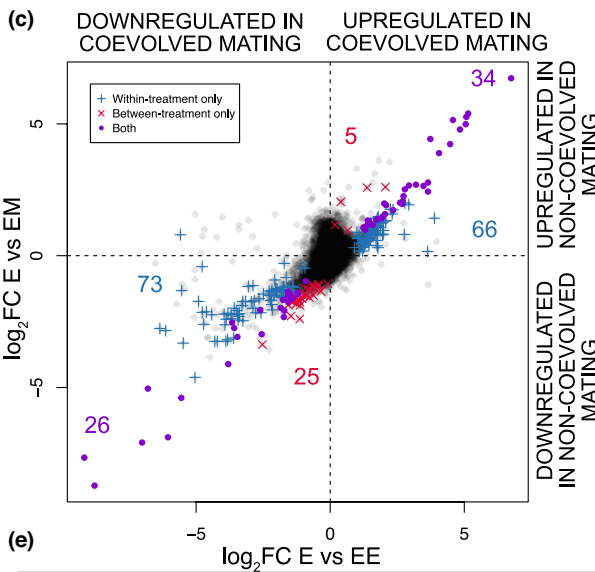 (c)
DOWNREGULATED IN
COEVOLVED MATING
UPREGULATED IN
COEVOLVED MATING
Within-treatment only
Between-treatment only
Both
34
5
66
73
25
26
5
0
−5
log₂FC E vs EM
−5
0
5
log₂FC E vs EE
UPREGULATED IN
NON-COEVOLVED
MATING
DOWNREGULATED
IN NON-COEVOLVED
MATING
(e)